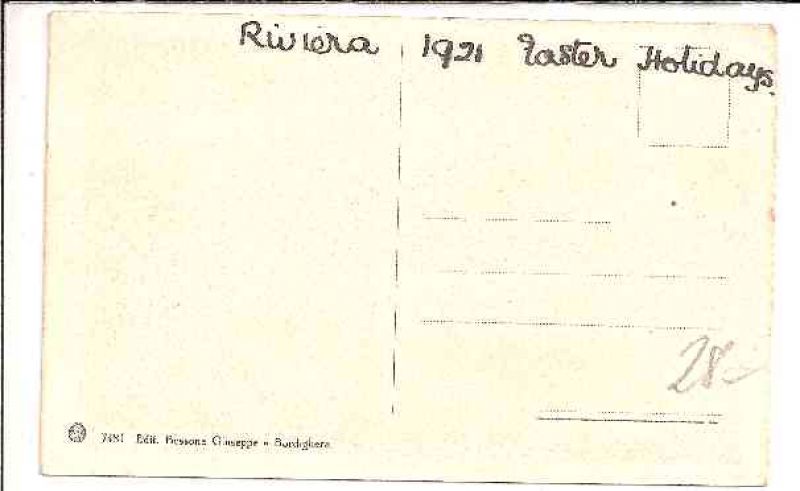 Riviera 1921 Easter Holidays.
28-
7481 Edit. Bessone Giuseppe - Bordighera